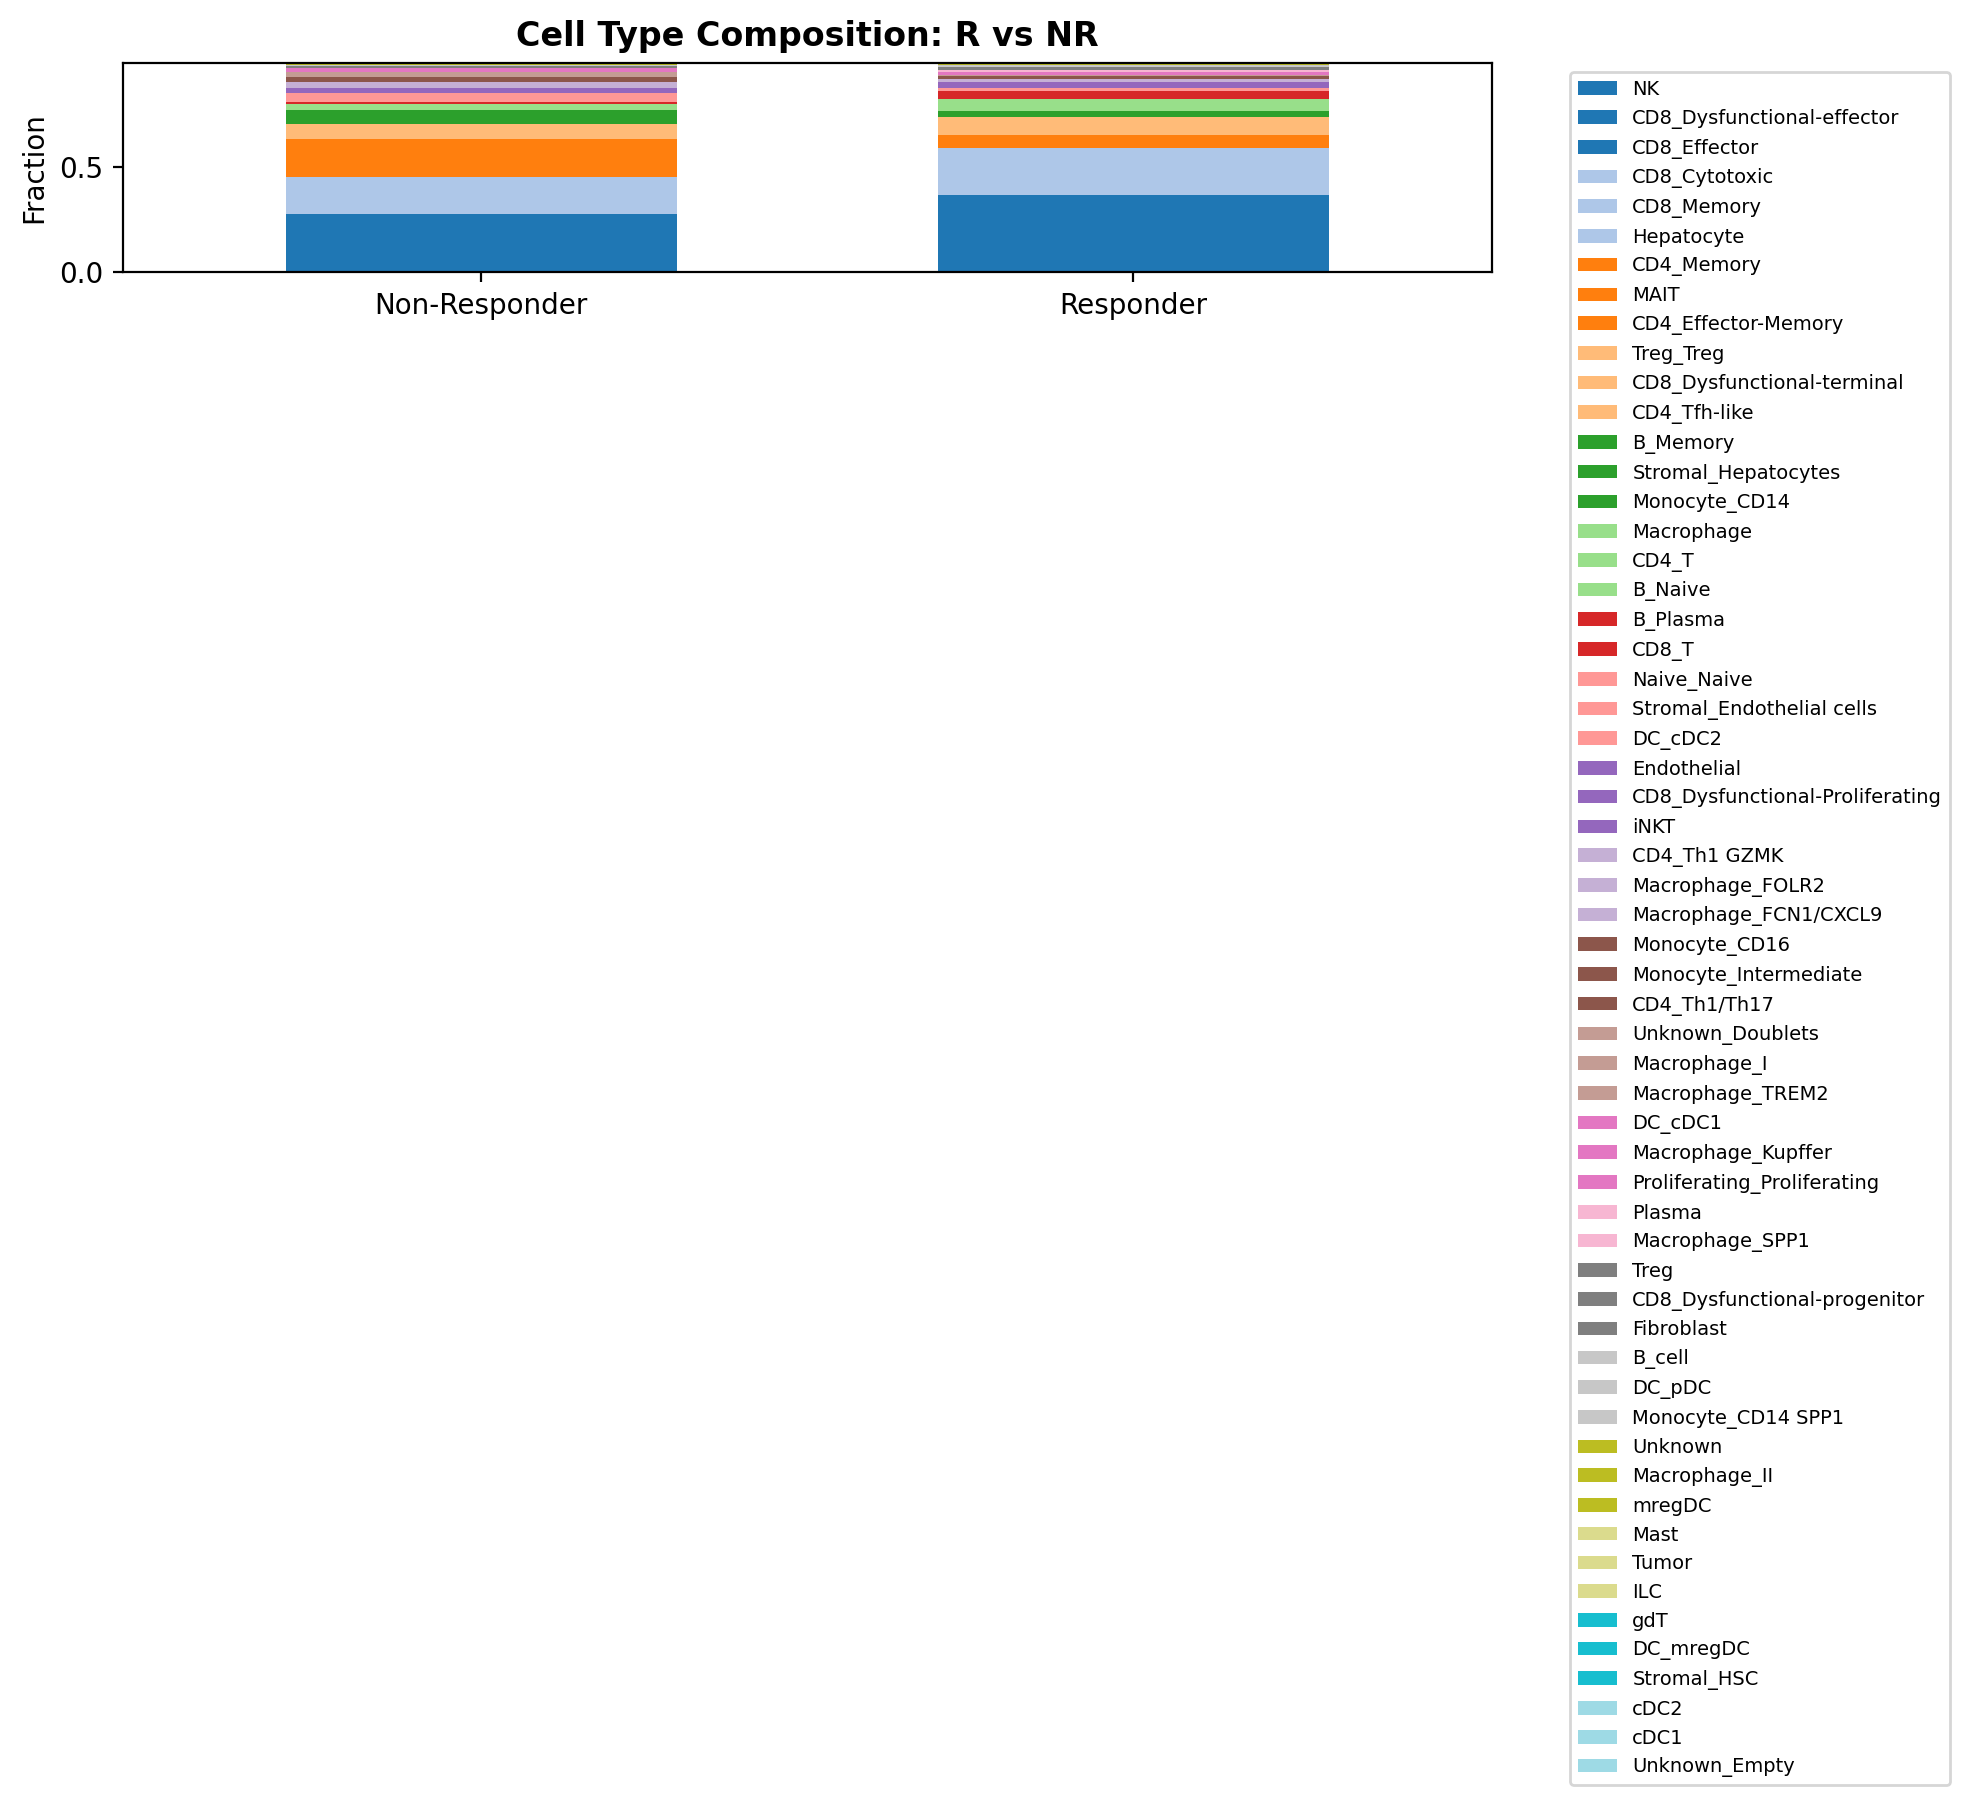 Cell Type Composition: R vs NR
Fraction
0.5
0.0
Non-Responder
Responder
NK
CD8_Dysfunctional-effector
CD8_Effector
CD8_Cytotoxic
CD8_Memory
Hepatocyte
CD4_Memory
MAIT
CD4_Effector-Memory
Treg_Treg
CD8_Dysfunctional-terminal
CD4_Tfh-like
B_Memory
Stromal_Hepatocytes
Monocyte_CD14
Macrophage
CD4_T
B_Naive
B_Plasma
CD8_T
Naive_Naive
Stromal_Endothelial cells
DC_cDC2
Endothelial
CD8_Dysfunctional-Proliferating
iNKT
CD4_Th1 GZMK
Macrophage_FOLR2
Macrophage_FCN1/CXCL9
Monocyte_CD16
Monocyte_Intermediate
CD4_Th1/Th17
Unknown_Doublets
Macrophage_I
Macrophage_TREM2
DC_cDC1
Macrophage_Kupffer
Proliferating_Proliferating
Plasma
Macrophage_SPP1
Treg
CD8_Dysfunctional-progenitor
Fibroblast
B_cell
DC_pDC
Monocyte_CD14 SPP1
Unknown
Macrophage_II
mregDC
Mast
Tumor
ILC
gdT
DC_mregDC
Stromal_HSC
cDC2
cDC1
Unknown_Empty